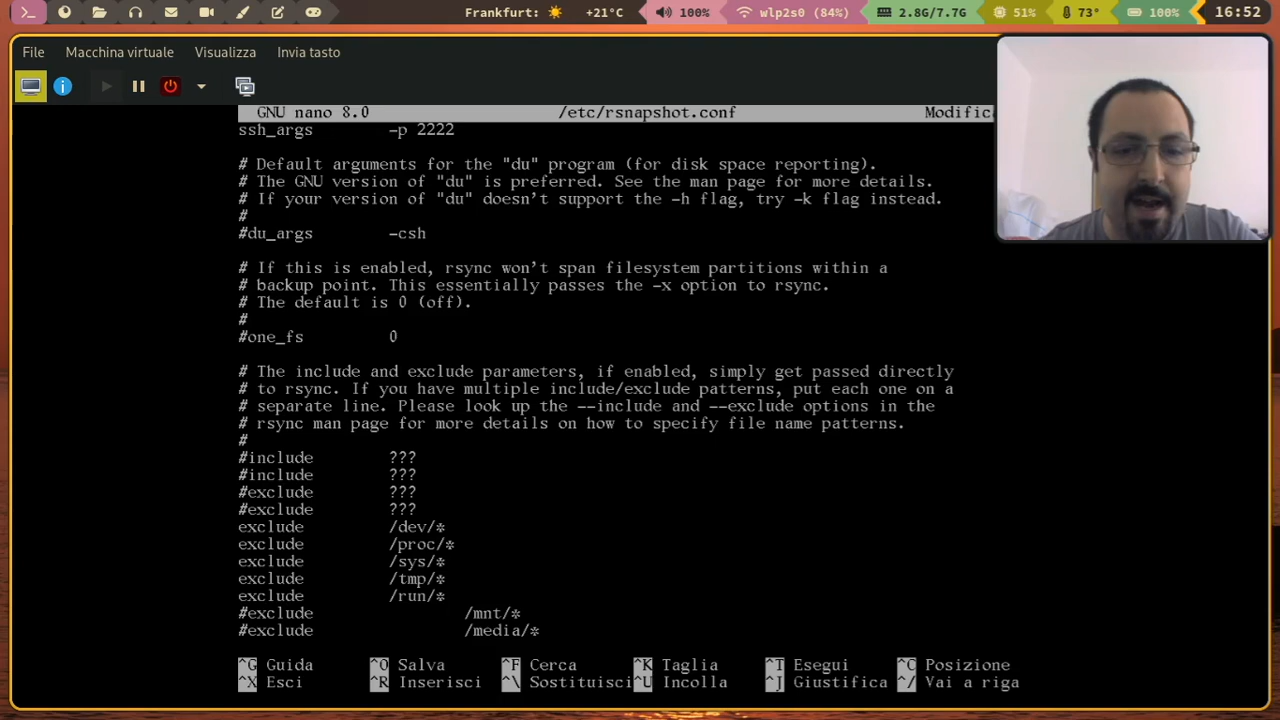 Frankfurt: +21°C 100% wlp2s0 (84%) 2.8G/7.7G 51% 73° 100% 16:52
File Macchina virtuale Visualizza Invia tasto
GNU nano 8.0 /etc/rsnapshot.conf Modific
ssh_args -p 2222
# Default arguments for the "du" program (for disk space reporting).
# The GNU version of "du" is preferred. See the man page for more details.
# If your version of "du" doesn't support the -h flag, try -k flag instead.
#
#du_args -csh
# If this is enabled, rsync won't span filesystem partitions within a
# backup point. This essentially passes the -x option to rsync.
# The default is 0 (off).
#
#one_fs 0
# The include and exclude parameters, if enabled, simply get passed directly
# to rsync. If you have multiple include/exclude patterns, put each one on a
# separate line. Please look up the --include and --exclude options in the
# rsync man page for more details on how to specify file name patterns.
#
#include ???
#include ???
#exclude ???
#exclude ???
exclude /dev/*
exclude /proc/*
exclude /sys/*
exclude /tmp/*
exclude /run/*
#exclude /mnt/*
#exclude /media/*
^G Guida ^O Salva ^F Cerca ^K Taglia ^T Esegui ^C Posizione
^X Esci ^R Inserisci ^\ Sostituisci ^U Incolla ^J Giustifica ^/ Vai a riga